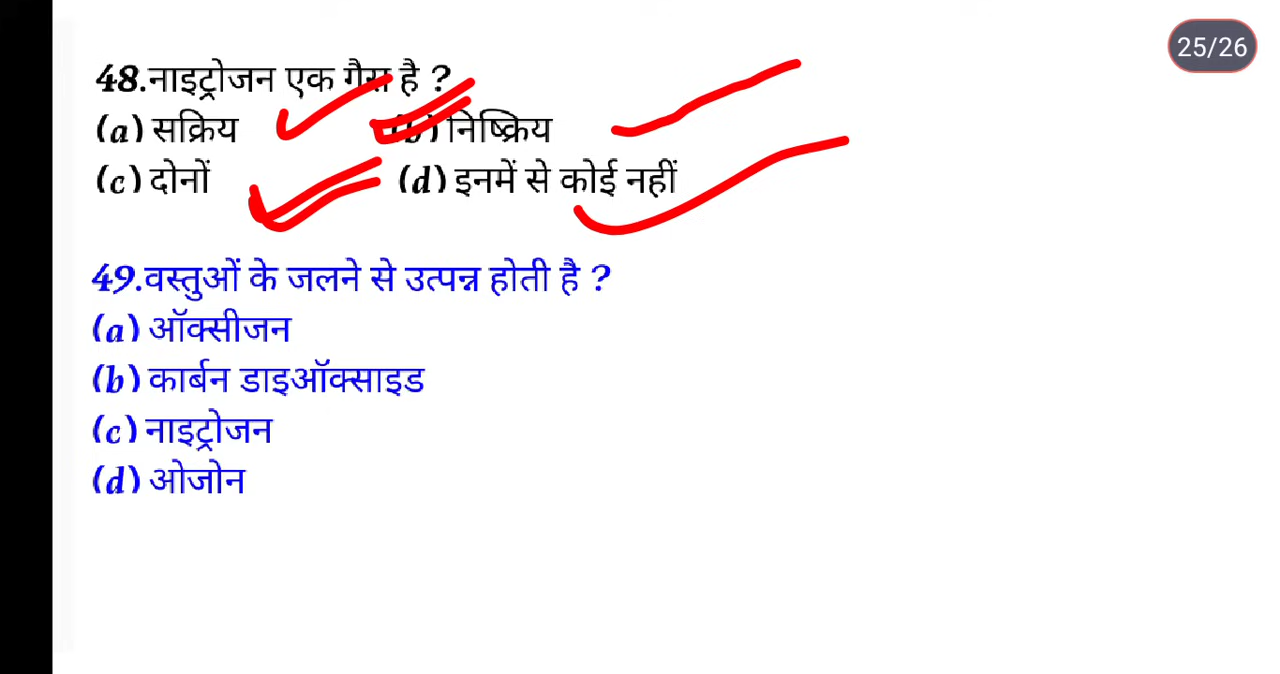 25/26
48.नाइट्रोजन एक गैस है ?
(a) सक्रिय (b) निष्क्रिय
(c) दोनों (d) इनमें से कोई नहीं
49.वस्तुओं के जलने से उत्पन्न होती है ?
(a) ऑक्सीजन
(b) कार्बन डाइऑक्साइड
(c) नाइट्रोजन
(d) ओजोन